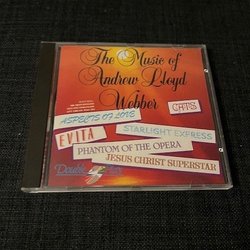 The Music of
Andrew Lloyd
Webber
CATS
ASPECTS OF LOVE
STARLIGHT EXPRESS
EVITA
PHANTOM OF THE OPERA
JESUS CHRIST SUPERSTAR
Double